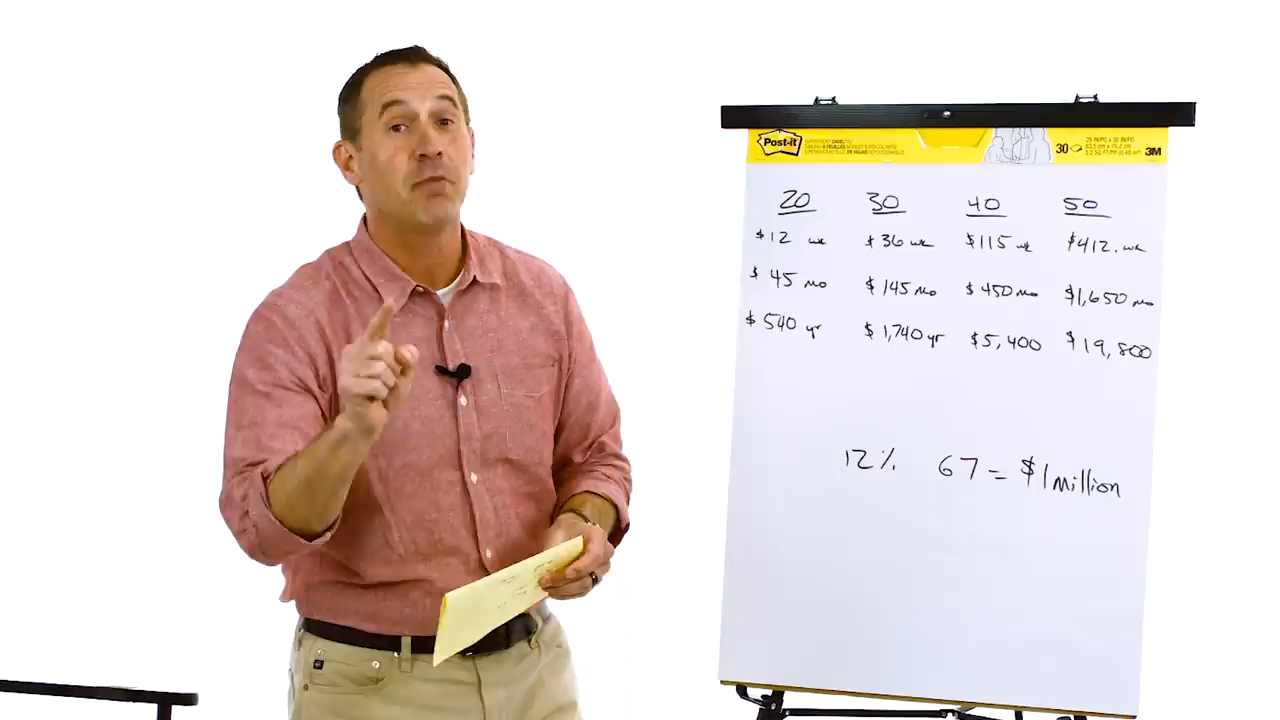 Post-it
30
3M
20 30 40 50
$12 wk $36 wk $115 wk $412. wk
$45 mo $145 mo $450 mo $1,650 mo
$540 yr $1,740 yr $5,400 $19,800
12% 67 = $1 Million